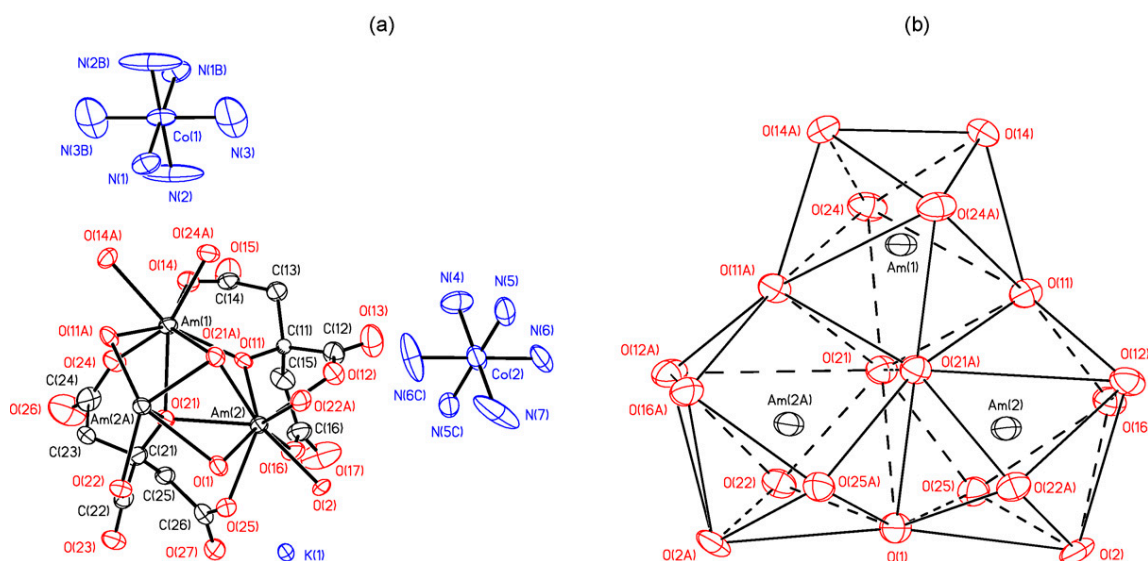 (a)
(b)
N(2B)
N(1B)
N(3B)
Co(1)
N(3)
N(1)
N(2)
O(14A)
O(24A)
O(15)
O(14)
C(13)
C(14)
Am(1)
O(11A)
O(21A)
O(11)
C(11)
C(12)
O(13)
O(24)
C(15)
O(12)
C(24)
O(22A)
O(26)
O(21)
Am(2)
Am(2A)
C(16)
C(23)
C(21)
O(1)
O(16)
O(17)
O(22)
C(25)
O(2)
C(22)
C(26)
O(25)
O(23)
O(27)
K(1)
N(4)
N(5)
N(6)
Co(2)
N(6C)
N(5C)
N(7)
O(14A)
O(14)
O(24)
O(24A)
Am(1)
O(11A)
O(11)
O(12A)
O(21)
O(21A)
O(12)
O(16A)
O(16
Am(2A)
Am(2)
O(22)
O(25A)
O(25)
O(22A)
O(2A)
O(1)
O(2)